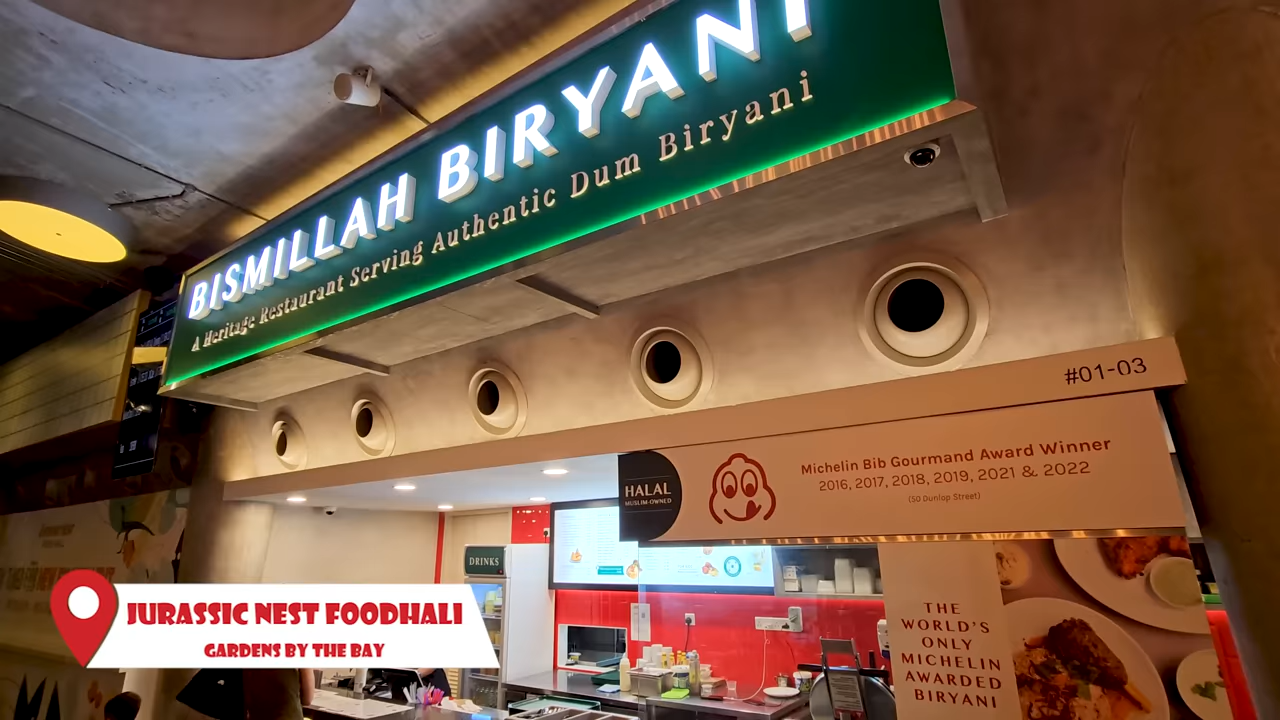 BISMILLAH BIRYANI
A Heritage Restaurant Serving Authentic Dum Biryani
#01-03
HALAL
MUSLIM-OWNED
Michelin Bib Gourmand Award Winner
2016, 2017, 2018, 2019, 2021 & 2022
(50 Dunlop Street)
DRINKS
THE
WORLD'S
ONLY
MICHELIN
AWARDED
BIRYANI
JURASSIC NEST FOODHALI
GARDENS BY THE BAY